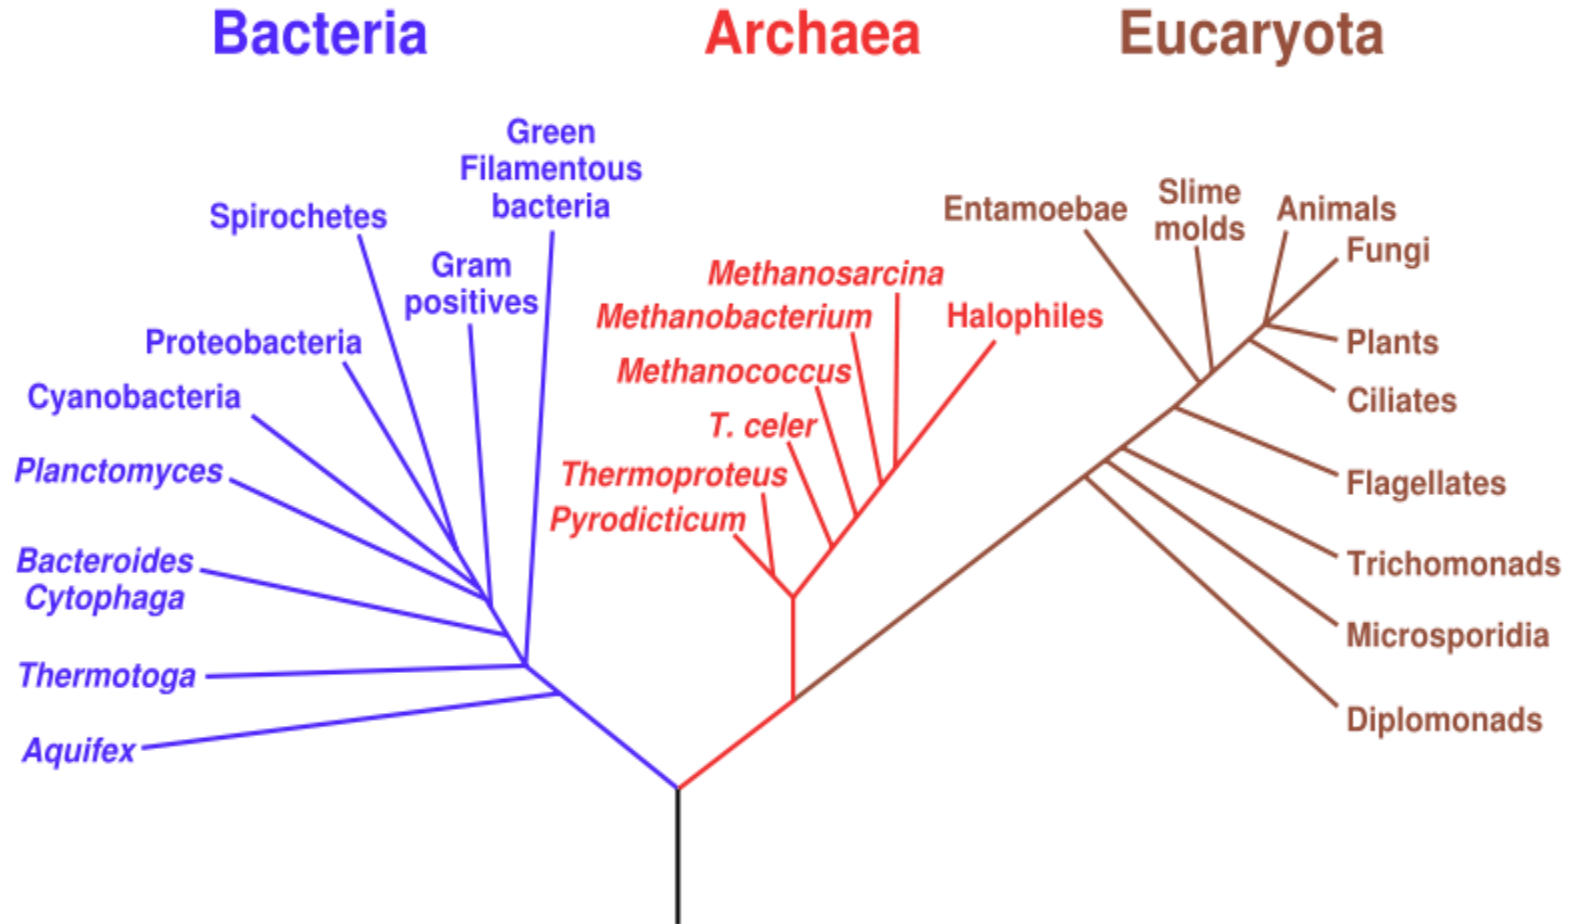 Bacteria
Archaea
Eucaryota
Green
Filamentous
bacteria
Spirochetes
Gram
positives
Proteobacteria
Cyanobacteria
Planctomyces
Bacteroides
Cytophaga
Thermotoga
Aquifex
Methanosarcina
Methanobacterium
Halophiles
Methanococcus
T. celer
Thermoproteus
Pyrodicticum
Entamoebae
Slime
molds
Animals
Fungi
Plants
Ciliates
Flagellates
Trichomonads
Microsporidia
Diplomonads